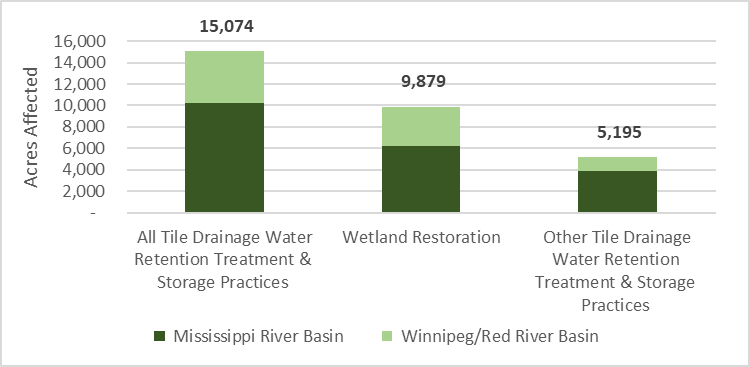 15,074
9,879
5,195
16,000
14,000
12,000
10,000
8,000
6,000
4,000
2,000
-
Acres Affected
All Tile Drainage Water
Retention Treatment &
Storage Practices
Wetland Restoration
Other Tile Drainage
Water Retention
Treatment & Storage
Practices
Mississippi River Basin
Winnipeg/Red River Basin